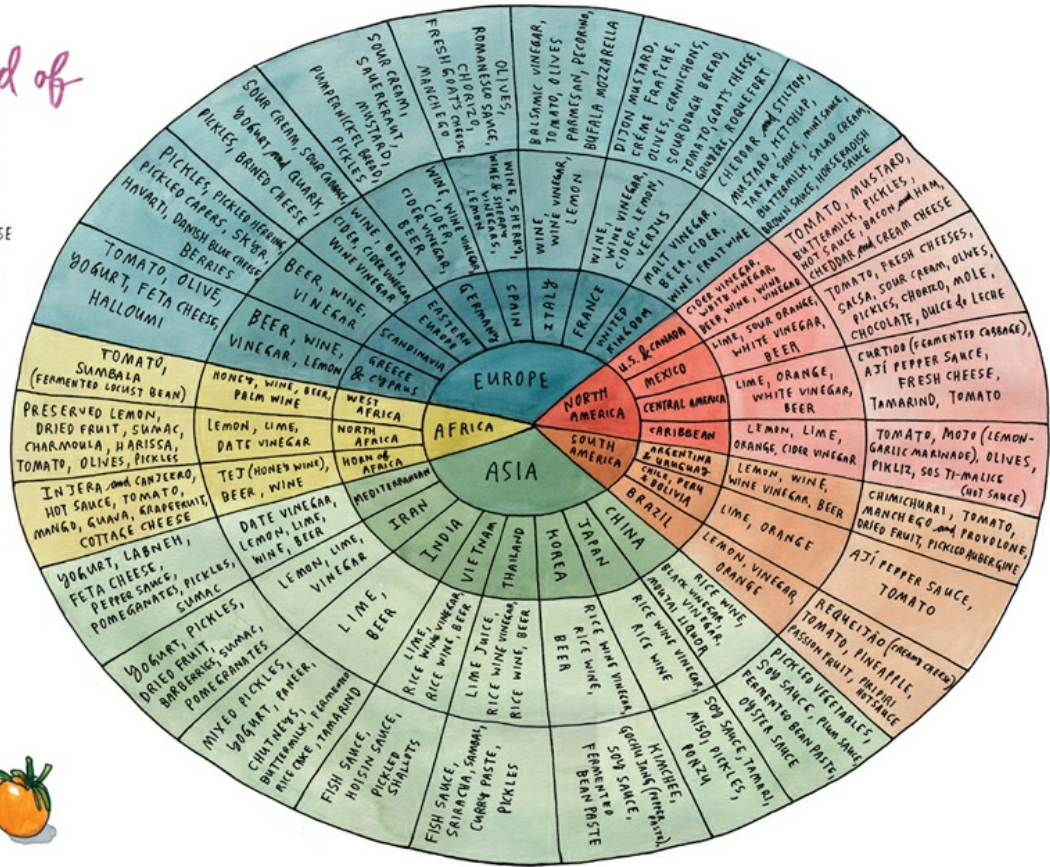 d of
SE
EUROPE
GREECE
& CYPRUS
BEER, WINE,
VINEGAR, LEMON
TOMATO, OLIVE,
YOGURT, FETA CHEESE,
HALLOUMI
SCANDINAVIA
BEER, WINE,
VINEGAR
PICKLES, PICKLED HERRING
PICKLED CAPERS, SKYR,
HAVARTI, DANISH BLUE CHEESE
BERRIES
EASTERN
EUROPE
WINE, BEER,
CIDER, CIDER VINEGAR
WINE VINEGAR
SOUR CREAM, SOUR CABBAGE,
YOGURT and QUARK,
PICKLES, BRINED CHEESE
GERMANY
WINE, WINE VINEGAR
CIDER,
CIDER VINEGAR,
BEER
SOUR CREAM,
SAUERKRAUT,
MUSTARD,
PUMPERNICKEL BREAD,
PICKLES
SPAIN
WINE, SHERRY,
WINE & SHERRY
VINEGARS,
LEMON
OLIVES,
ROMANESCO SAUCE,
CHORIZO,
FRESH GOATS CHEESE
MANCHEGO
ITALY
WINE
WINE VINEGAR,
LEMON
BALSAMIC VINEGAR,
TOMATO, OLIVES
PARMESAN, PECORINO,
BUFALA MOZZARELLA
FRANCE
WINE,
WINE VINEGAR,
CIDER, LEMON,
VERJUS
DIJON MUSTARD,
CRÈME FRAÎCHE,
OLIVES, CORNICHONS,
SOURDOUGH BREAD,
TOMATO, GOATS CHEESE,
GRUYÈRE, ROQUEFORT
UNITED
KINGDOM
MALT VINEGAR,
BEER, CIDER,
WINE, FRUIT WINE
CHEDDAR and STILTON,
MUSTARD, KETCHUP,
TARTAR SAUCE, MINT SAUCE,
BUTTERMILK, SALAD CREAM,
BROWN SAUCE, HORSERADISH
SAUCE
NORTH
AMERICA
U.S. & CANADA
CIDER VINEGAR,
WHITE VINEGAR,
BEER, WINE, WINE
VINEGAR
TOMATO, MUSTARD,
BUTTERMILK, PICKLES,
HOT SAUCE, BACON and HAM,
CHEDDAR and CREAM CHEESE
MEXICO
LIME, SOUR ORANGE,
WHITE VINEGAR,
BEER
TOMATO, FRESH CHEESES,
SALSA, SOUR CREAM, OLIVES,
PICKLES, CHORIZO, MOLE,
CHOCOLATE, DULCE de LECHE
CENTRAL AMERICA
LIME, ORANGE,
WHITE VINEGAR,
BEER
CURTIDO (FERMENTED CABBAGE),
AJÍ PEPPER SAUCE,
FRESH CHEESE,
TAMARIND, TOMATO
CARIBBEAN
LEMON, LIME,
ORANGE, CIDER VINEGAR
TOMATO, MOJO (LEMON-
GARLIC MARINADE), OLIVES,
PIKLIZ, SOS TI-MALICE
(HOT SAUCE)
SOUTH
AMERICA
ARGENTINA
& URUGUAY
LEMON, WINE,
WINE VINEGAR, BEER
CHIMICHURRI, TOMATO,
MANCHEGO and PROVOLONE,
DRIED FRUIT, PICKLED AUBERGINE
CHILE, PERU
& BOLIVIA
LIME, ORANGE
AJÍ PEPPER SAUCE,
TOMATO
BRAZIL
LEMON, VINEGAR,
ORANGE
REQUEIJÃO (CREAMED CHEESE)
TOMATO, PINEAPPLE,
PASSION FRUIT, PIRIPIRI
HOT SAUCE
ASIA
CHINA
RICE WINE,
BLACK VINEGAR,
VINEGAR,
MOUTAI LIQUOR
PICKLED VEGETABLES,
SOY SAUCE, PLUM SAUCE,
FERMENTED BEAN PASTE,
OYSTER SAUCE
JAPAN
RICE WINE VINEGAR,
RICE WINE
SOY SAUCE, TAMARI,
MISO, PICKLES,
PONZU
KOREA
RICE WINE VINEGAR,
RICE WINE,
BEER
KIMCHEE,
GOCHUJANG (PEPPER PASTE),
SOY SAUCE,
FERMENTED
BEAN PASTE
THAILAND
LIME JUICE,
RICE WINE VINEGAR,
RICE WINE, BEER
FISH SAUCE,
SRIRACHA, SAMBAL,
CURRY PASTE,
PICKLES
VIETNAM
LIME,
RICE WINE VINEGAR,
RICE WINE, BEER
FISH SAUCE,
HOISIN SAUCE,
PICKLED
SHALLOTS
INDIA
LIME,
BEER
MIXED PICKLES,
YOGURT, PANEER,
CHUTNEYS,
BUTTERMILK, FERMENTED
RICE CAKE, TAMARIND
IRAN
LEMON, LIME,
VINEGAR
YOGURT, PICKLES,
DRIED FRUIT,
BARBERRIES, SUMAC,
POMEGRANATES
MEDITERRANEAN
DATE VINEGAR,
LEMON, LIME,
WINE, BEER
YOGURT, LABNEH,
FETA CHEESE,
PEPPER SAUCE, PICKLES,
POMEGANATES,
SUMAC
AFRICA
WEST
AFRICA
HONEY, WINE, BEER,
PALM WINE
TOMATO,
SUMBALA
(FERMENTED LOCUST BEAN)
NORTH
AFRICA
LEMON, LIME,
DATE VINEGAR
PRESERVED LEMON,
DRIED FRUIT, SUMAC,
CHARMOULA, HARISSA,
TOMATO, OLIVES, PICKLES
HORN of
AFRICA
TEJ (HONEY WINE),
BEER, WINE
INJERA and CANJEERO,
HOT SAUCE, TOMATO,
MANGO, GUAVA, GRAPEFRUIT,
COTTAGE CHEESE